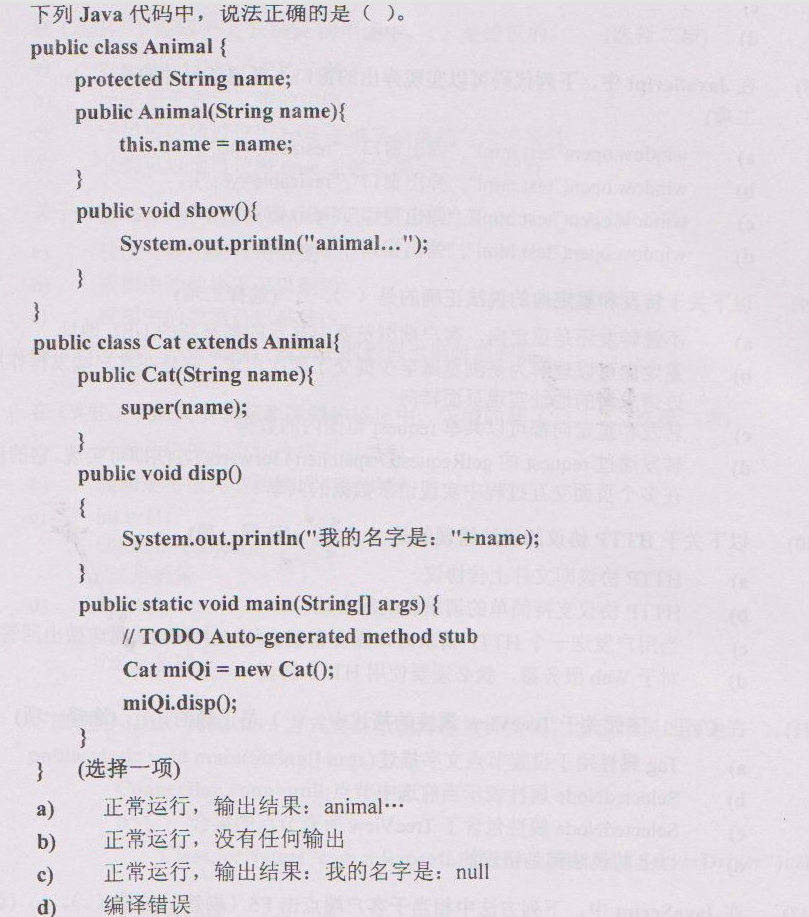 下列 Java 代码中，说法正确的是（ ）。
public class Animal {
protected String name;
public Animal(String name){
this.name = name;
}
public void show(){
System.out.println("animal...");
}
}
public class Cat extends Animal{
public Cat(String name){
super(name);
}
public void disp()
{
System.out.println("我的名字是："+name);
}
public static void main(String[] args) {
// TODO Auto-generated method stub
Cat miQi = new Cat();
miQi.disp();
}
} (选择一项)
a) 正常运行，输出结果：animal…
b) 正常运行，没有任何输出
c) 正常运行，输出结果：我的名字是：null
d) 编译错误